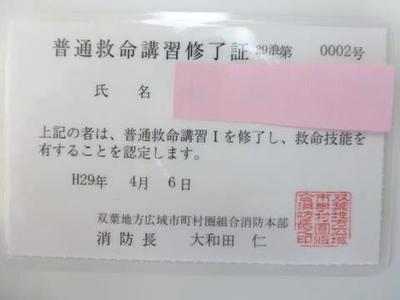 普通救命講習修了証 29浪第 0002号
氏 名
上記の者は、普通救命講習Ⅰを修了し、救命技能を
有することを認定します。
H29年 4月 6日
双葉地方広域市町村圏組合消防本部
消防長 大和田 仁